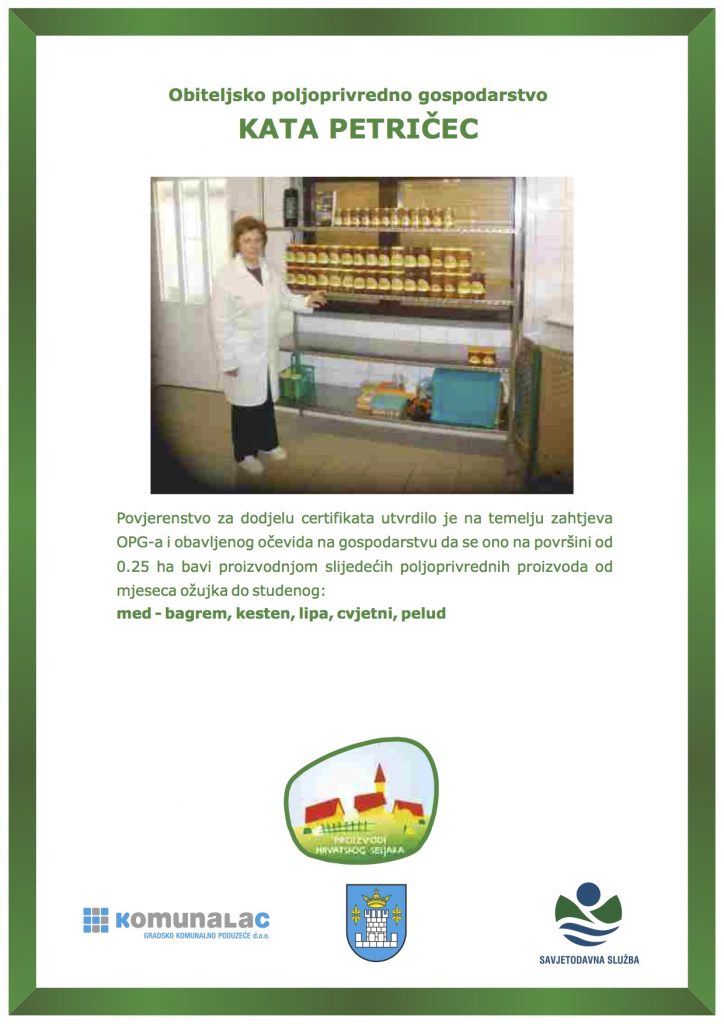 Obiteljsko poljoprivredno gospodarstvo
KATA PETRIČEC
Povjerenstvo za dodjelu certifikata utvrdilo je na temelju zahtjeva
OPG-a i obavljenog očevida na gospodarstvu da se ono na površini od
0.25 ha bavi proizvodnjom slijedećih poljoprivrednih proizvoda od
mjeseca ožujka do studenog:
med - bagrem, kesten, lipa, cvjetni, pelud
PROIZVODI
HRVATSKOG SELJAKA
KOMUNALAC
GRADSKO KOMUNALNO PODUZEĆE d.o.o.
SAVJETODAVNA SLUŽBA